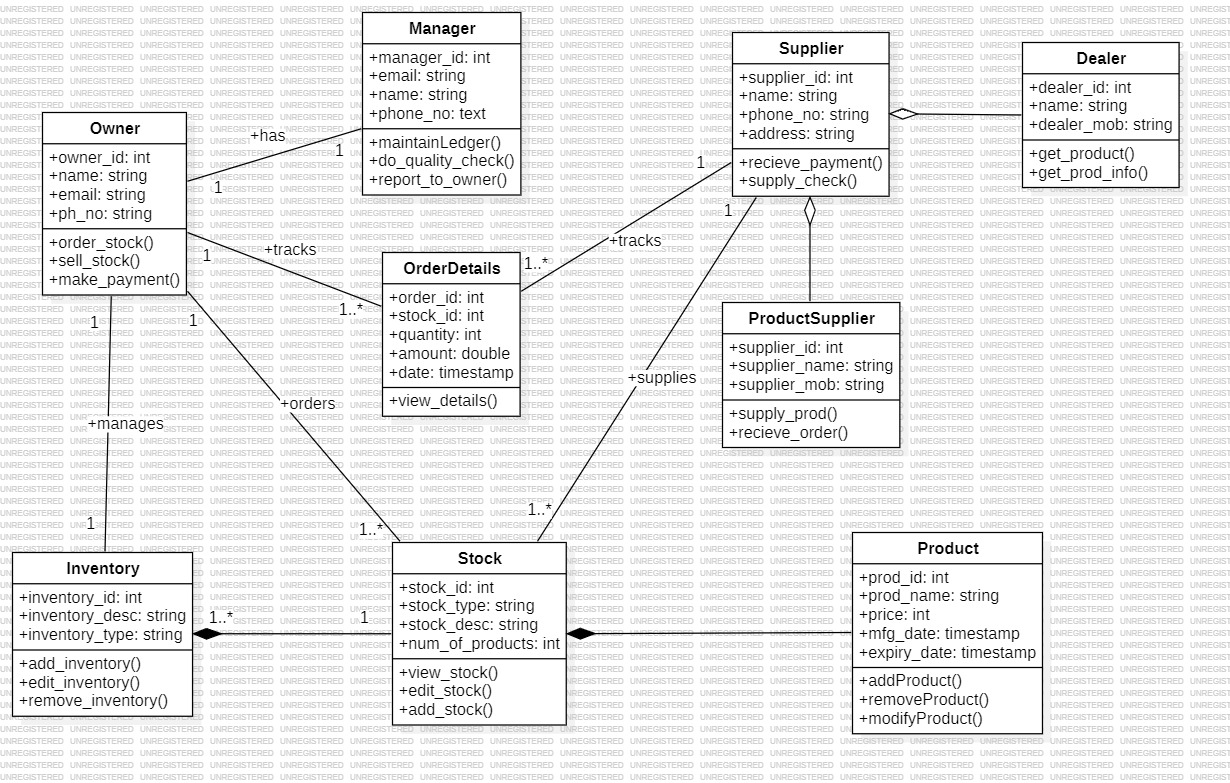 Manager
+manager_id: int
+email: string
+name: string
+phone_no: text
+maintainLedger()
+do_quality_check()
+report_to_owner()
Supplier
+supplier_id: int
+name: string
+phone_no: string
+address: string
+recieve_payment()
+supply_check()
Dealer
+dealer_id: int
+name: string
+dealer_mob: string
+get_product()
+get_prod_info()
Owner
+owner_id: int
+name: string
+email: string
+ph_no: string
+order_stock()
+sell_stock()
+make_payment()
+has
1
1
+tracks
1
1..*
+tracks
1
1..*
OrderDetails
+order_id: int
+stock_id: int
+quantity: int
+amount: double
+date: timestamp
+view_details()
ProductSupplier
+supplier_id: int
+supplier_name: string
+supplier_mob: string
+supply_prod()
+recieve_order()
1
+supplies
1..*
1
+orders
1..*
1
+manages
1
Inventory
+inventory_id: int
+inventory_desc: string
+inventory_type: string
+add_inventory()
+edit_inventory()
+remove_inventory()
1..*
1
Stock
+stock_id: int
+stock_type: string
+stock_desc: string
+num_of_products: int
+view_stock()
+edit_stock()
+add_stock()
Product
+prod_id: int
+prod_name: string
+price: int
+mfg_date: timestamp
+expiry_date: timestamp
+addProduct()
+removeProduct()
+modifyProduct()
UNREGISTERED